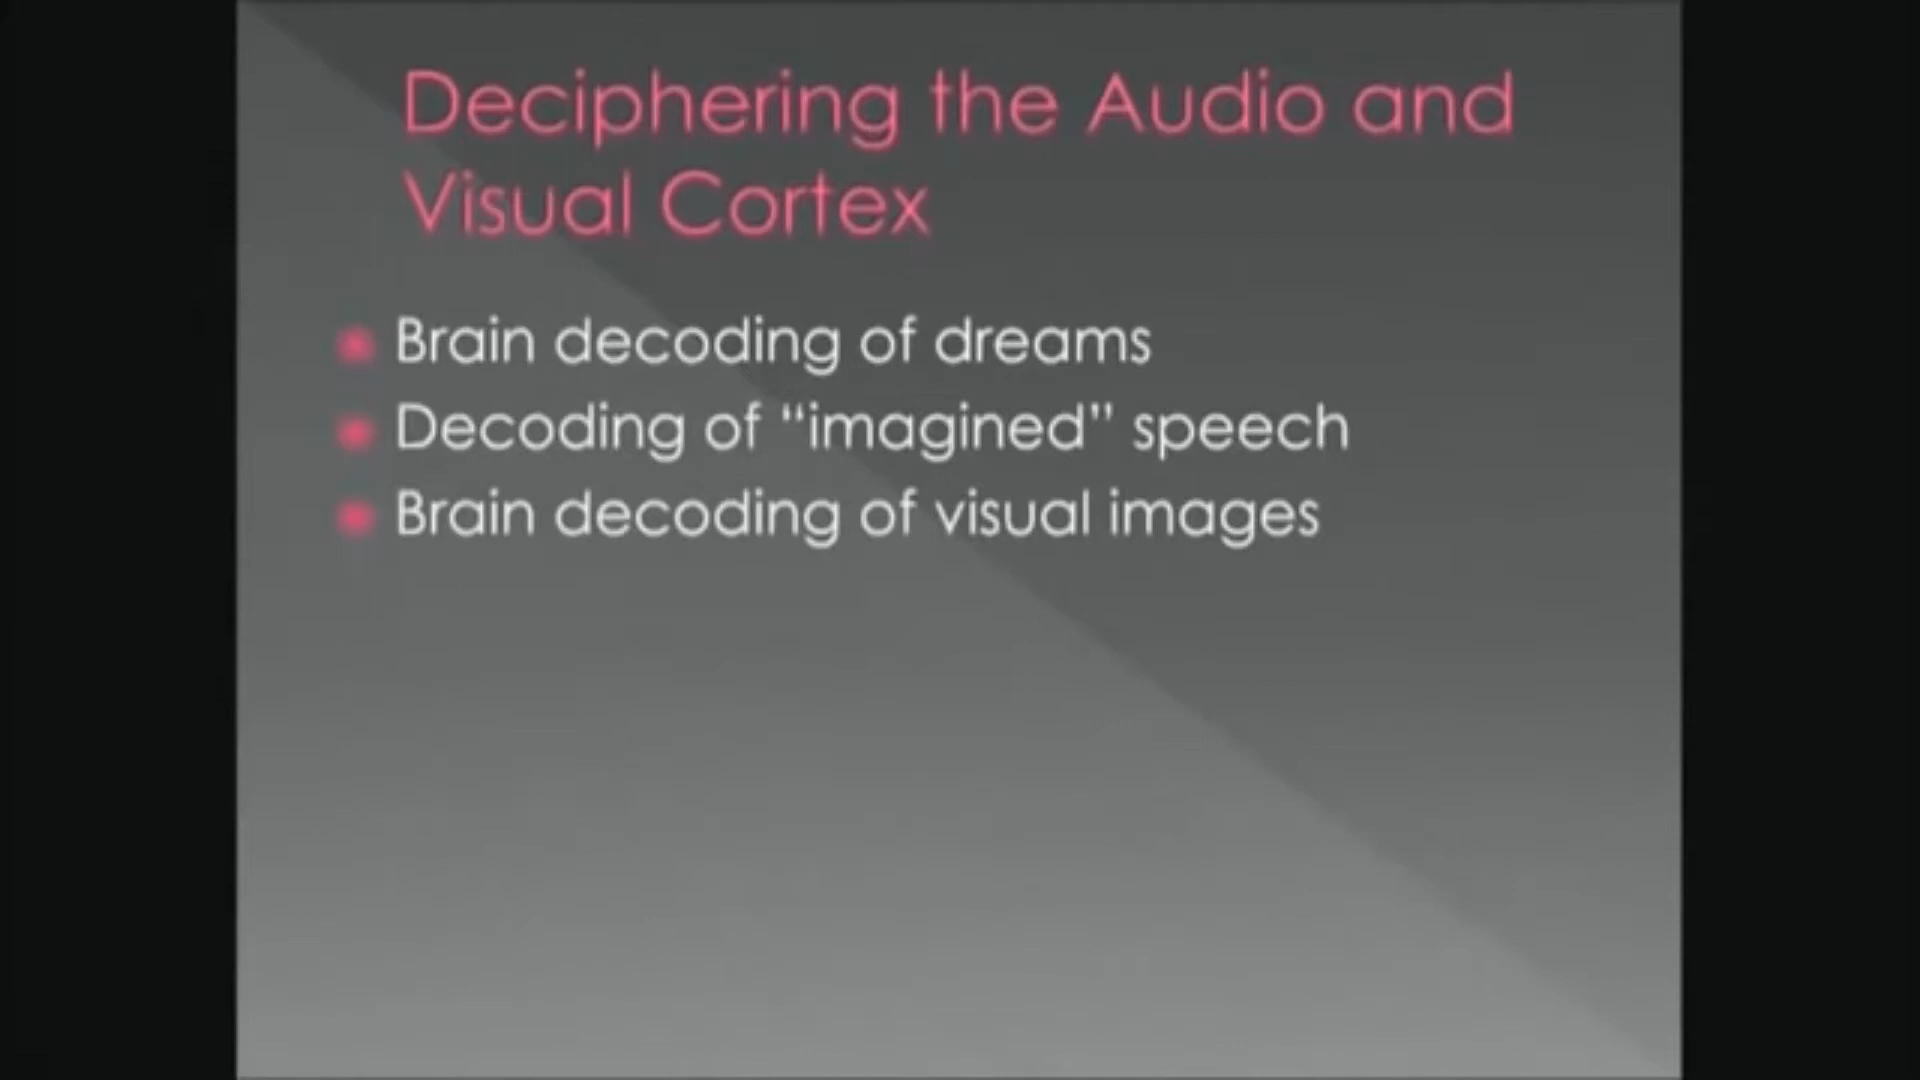 Deciphering the Audio and
Visual Cortex
Brain decoding of dreams
Decoding of “imagined” speech
Brain decoding of visual images